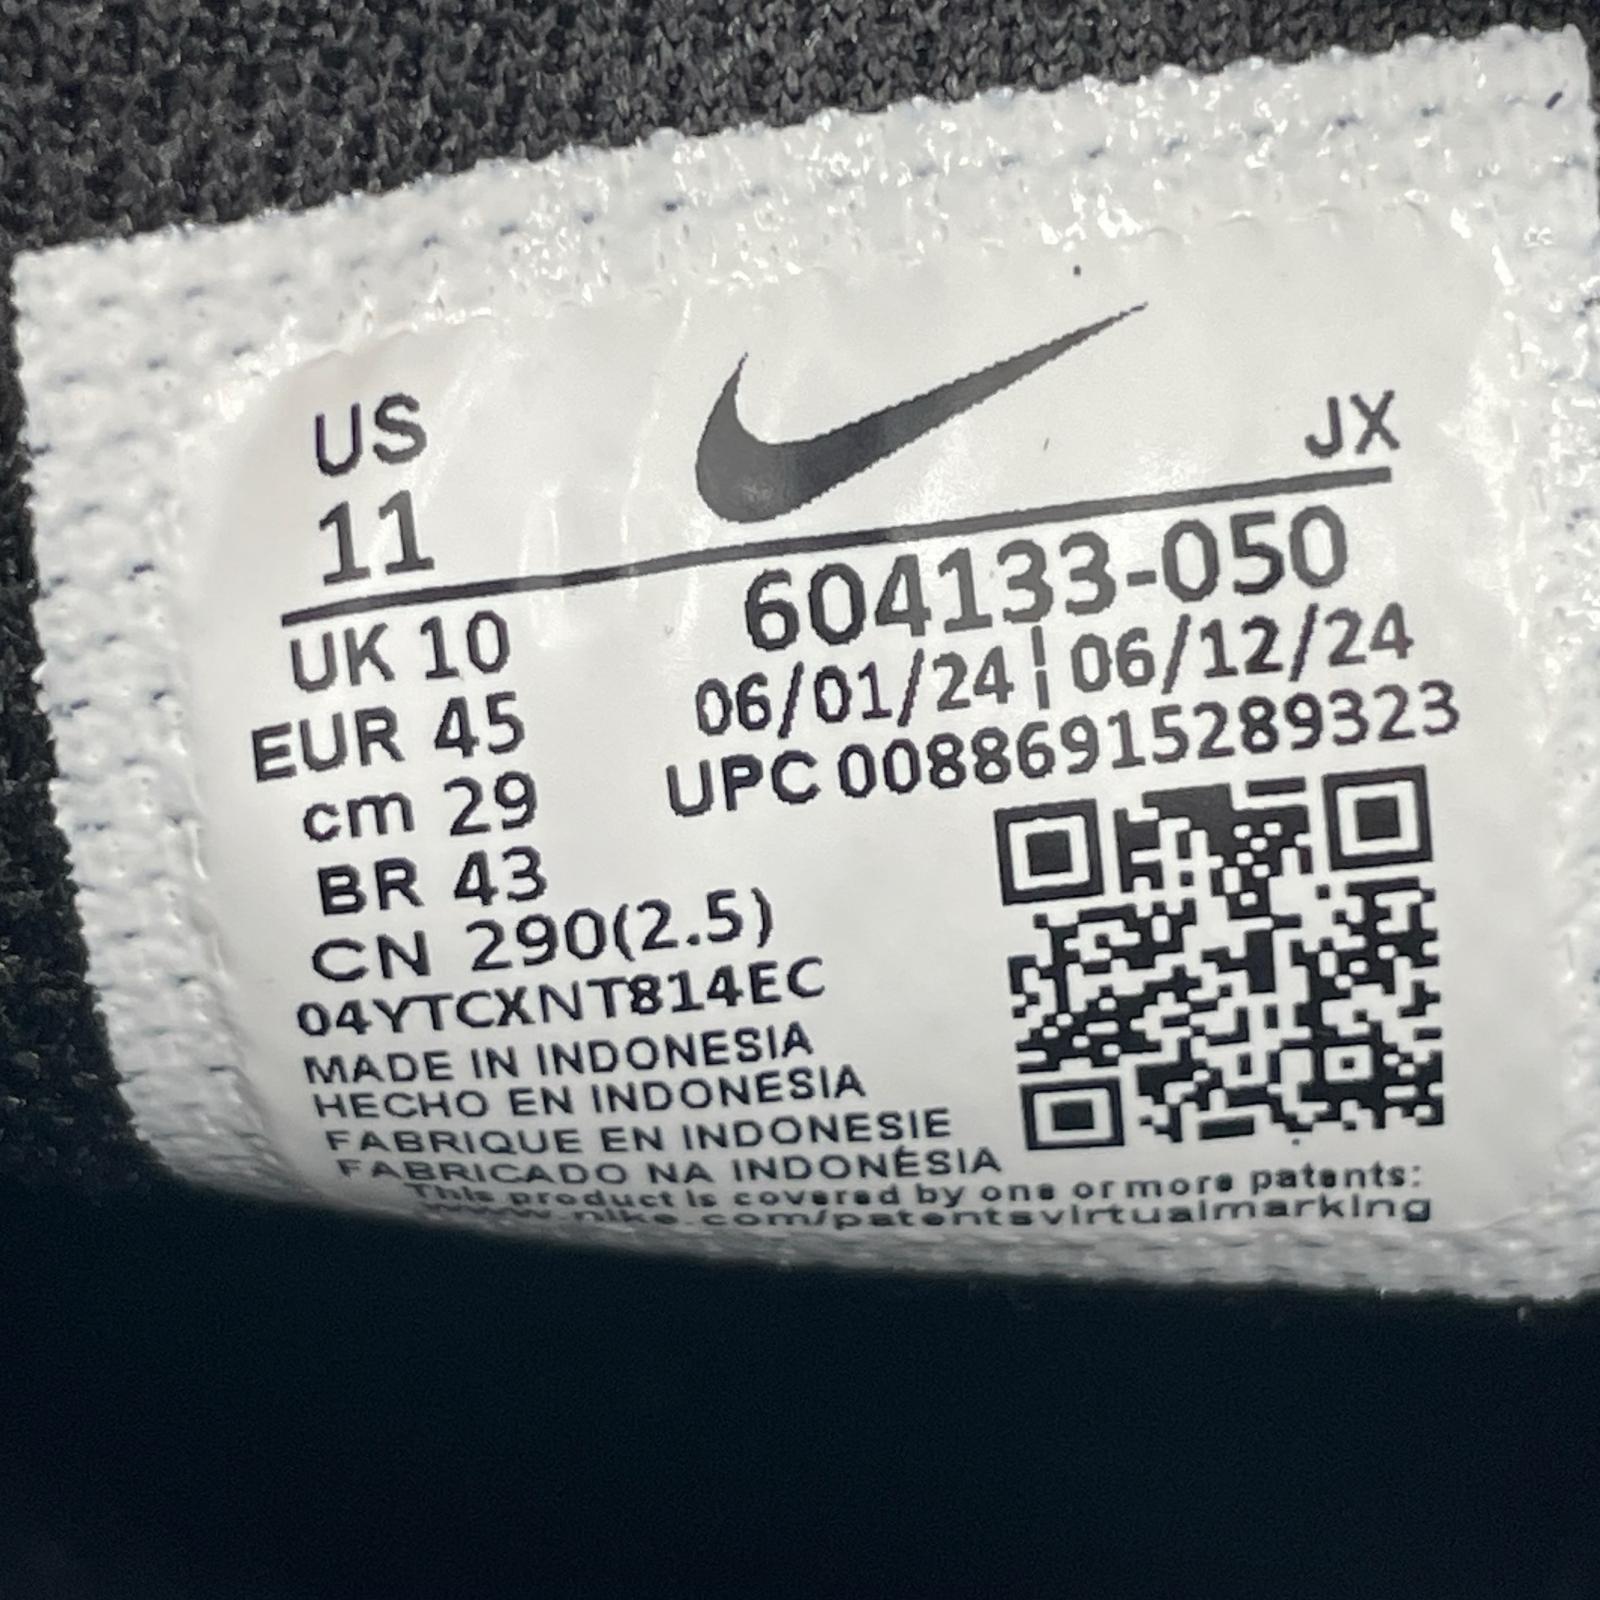 US
11
JX
UK 10
EUR 45
cm 29
BR 43
CN 290(2.5)
604133-050
06/01/24 ¦ 06/12/24
UPC 00886915289323
04YTCXNT814EC
MADE IN INDONESIA
HECHO EN INDONESIA
FABRIQUE EN INDONESIE
FABRICADO NA INDONÉSIA
This product is covered by one or more patents:
www.nike.com/patentsvirtualmarking